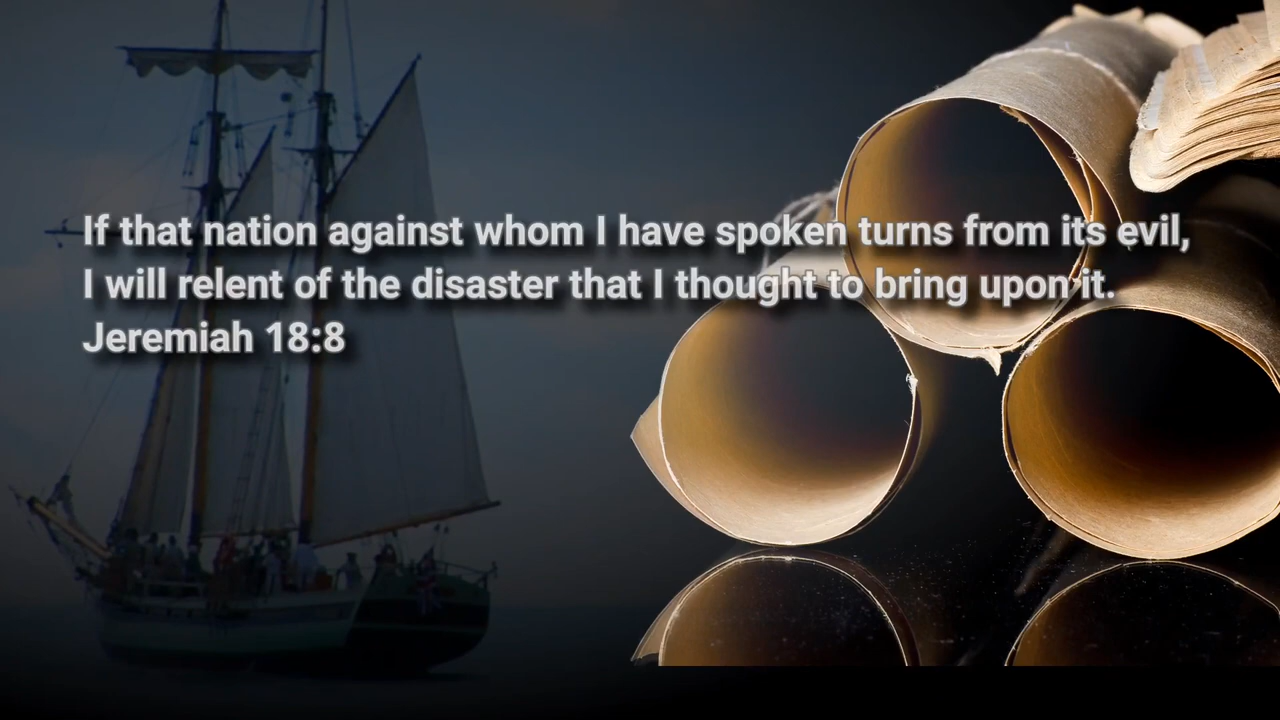 If that nation against whom I have spoken turns from its evil,
I will relent of the disaster that I thought to bring upon it.
Jeremiah 18:8